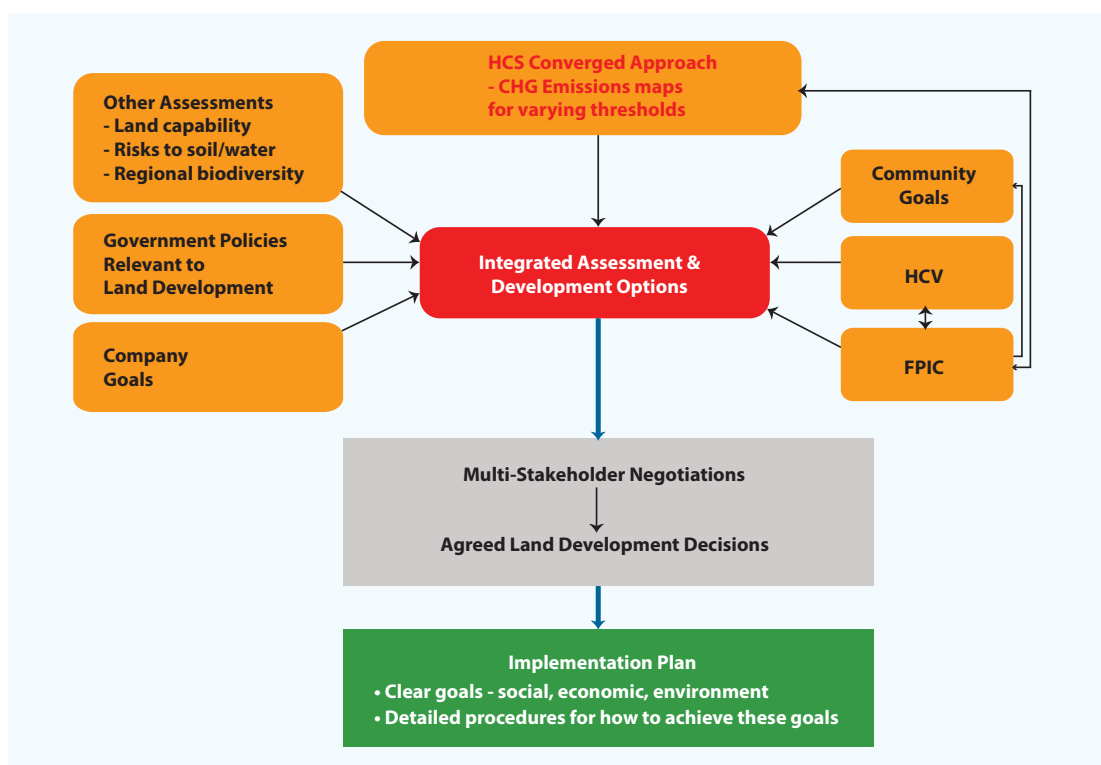 HCS Converged Approach
- CHG Emissions maps
for varying thresholds
Other Assessments
- Land capability
- Risks to soil/water
- Regional biodiversity
Government Policies
Relevant to
Land Development
Company
Goals
Integrated Assessment &
Development Options
Community
Goals
HCV
FPIC
Multi-Stakeholder Negotiations
Agreed Land Development Decisions
Implementation Plan
• Clear goals - social, economic, environment
• Detailed procedures for how to achieve these goals